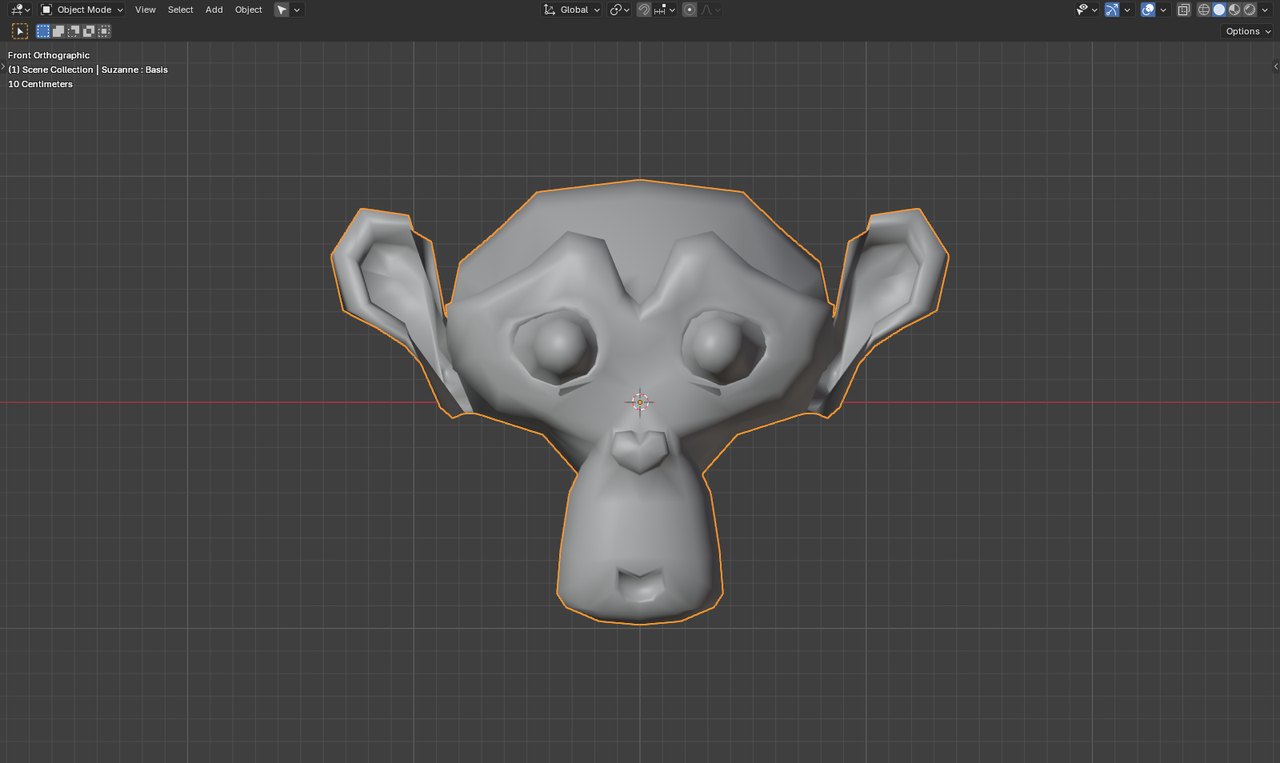 Object Mode View Select Add Object Global
Options
Front Orthographic
(1) Scene Collection | Suzanne : Basis
10 Centimeters